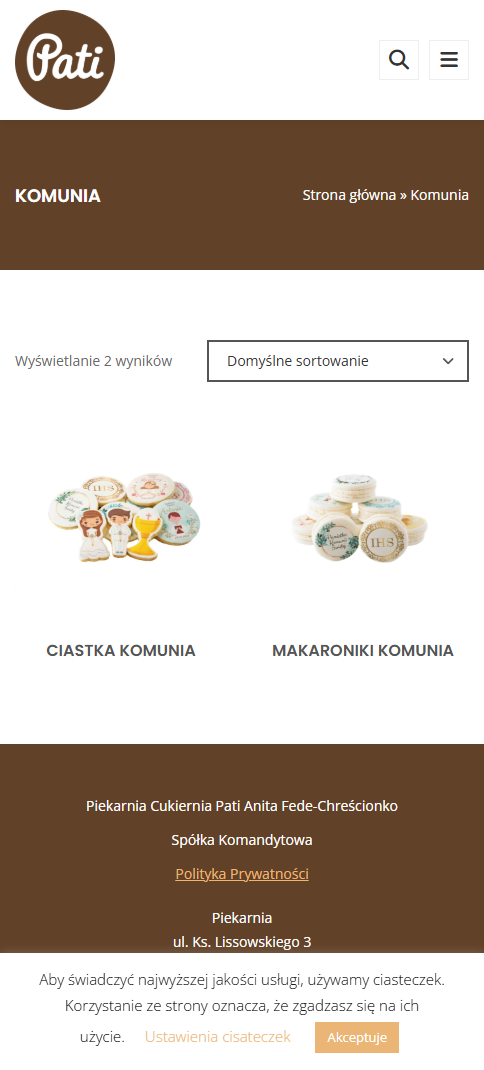 Pati
KOMUNIA
Strona główna » Komunia
Wyświetlanie 2 wyników
Domyślne sortowanie
IHS
IHS
CIASTKA KOMUNIA
MAKARONIKI KOMUNIA
Piekarnia Cukiernia Pati Anita Fede-Chreścionko
Spółka Komandytowa
Polityka Prywatności
Piekarnia
ul. Ks. Lissowskiego 3
Aby świadczyć najwyższej jakości usługi, używamy ciasteczek.
Korzystanie ze strony oznacza, że zgadzasz się na ich
użycie. Ustawienia cisateczek Akceptuje